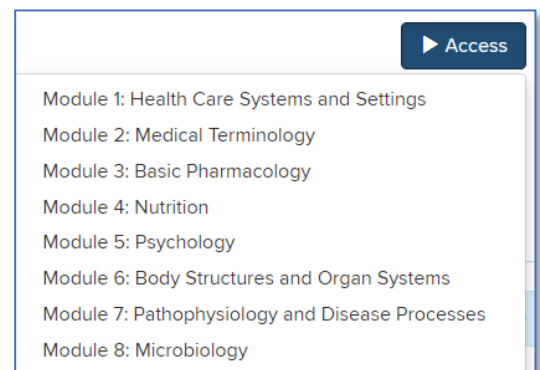 Access
Module 1: Health Care Systems and Settings
Module 2: Medical Terminology
Module 3: Basic Pharmacology
Module 4: Nutrition
Module 5: Psychology
Module 6: Body Structures and Organ Systems
Module 7: Pathophysiology and Disease Processes
Module 8: Microbiology